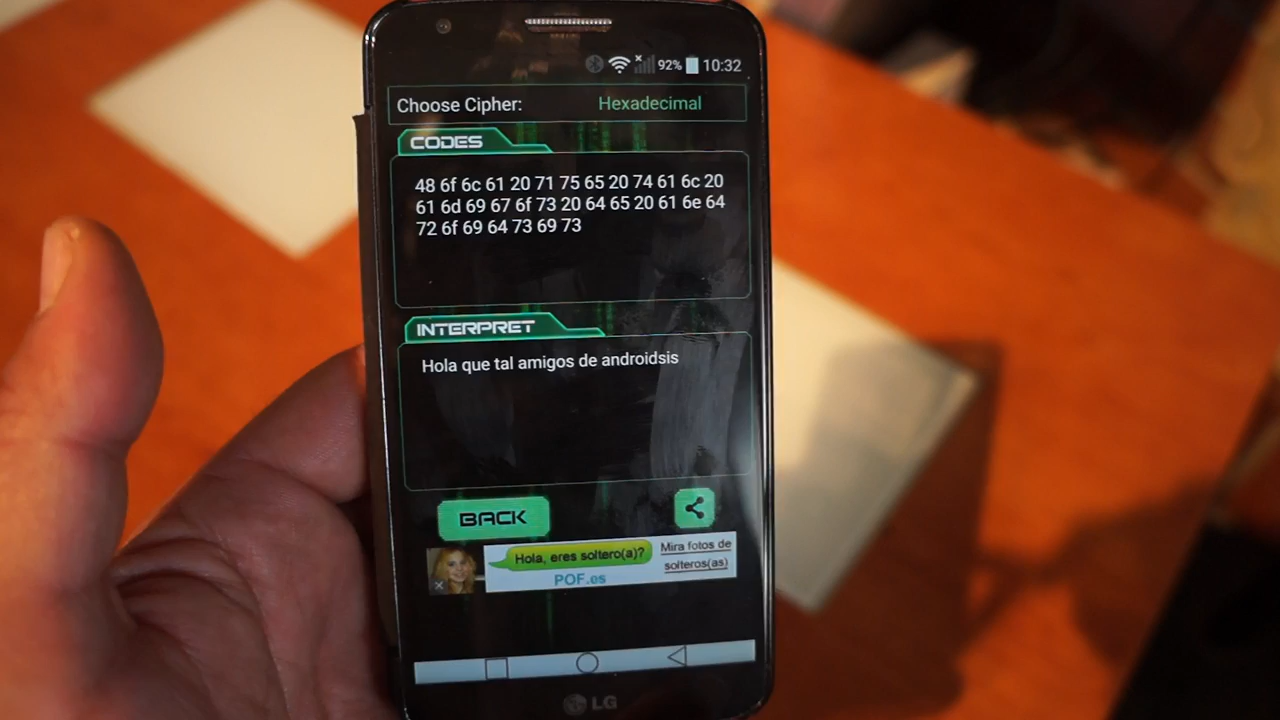 92% 10:32
Choose Cipher: Hexadecimal
CODES
48 6f 6c 61 20 71 75 65 20 74 61 6c 20
61 6d 69 67 6f 73 20 64 65 20 61 6e 64
72 6f 69 64 73 69 73
INTERPRET
Hola que tal amigos de androidsis
BACK
Hola, eres soltero(a)?
POF.es
Mira fotos de
solteros(as)
LG